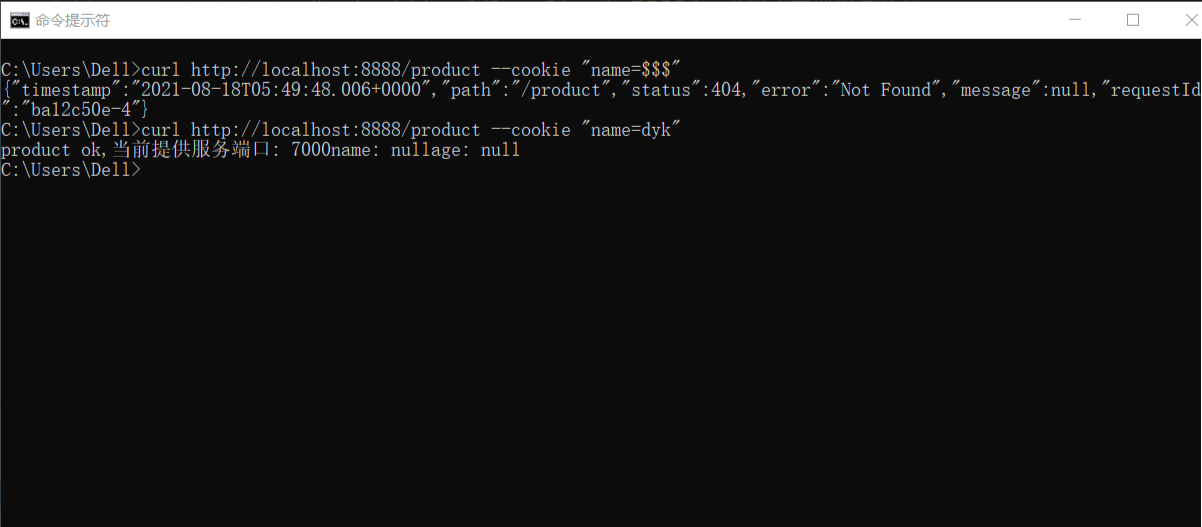 命令提示符
C:\Users\Dell>curl http://localhost:8888/product --cookie "name=$$$"
{"timestamp":"2021-08-18T05:49:48.006+0000","path":"/product","status":404,"error":"Not Found","message":null,"requestId
":"ba12c50e-4"}
C:\Users\Dell>curl http://localhost:8888/product --cookie "name=dyk"
product ok,当前提供服务端口: 7000name: nullage: null
C:\Users\Dell>